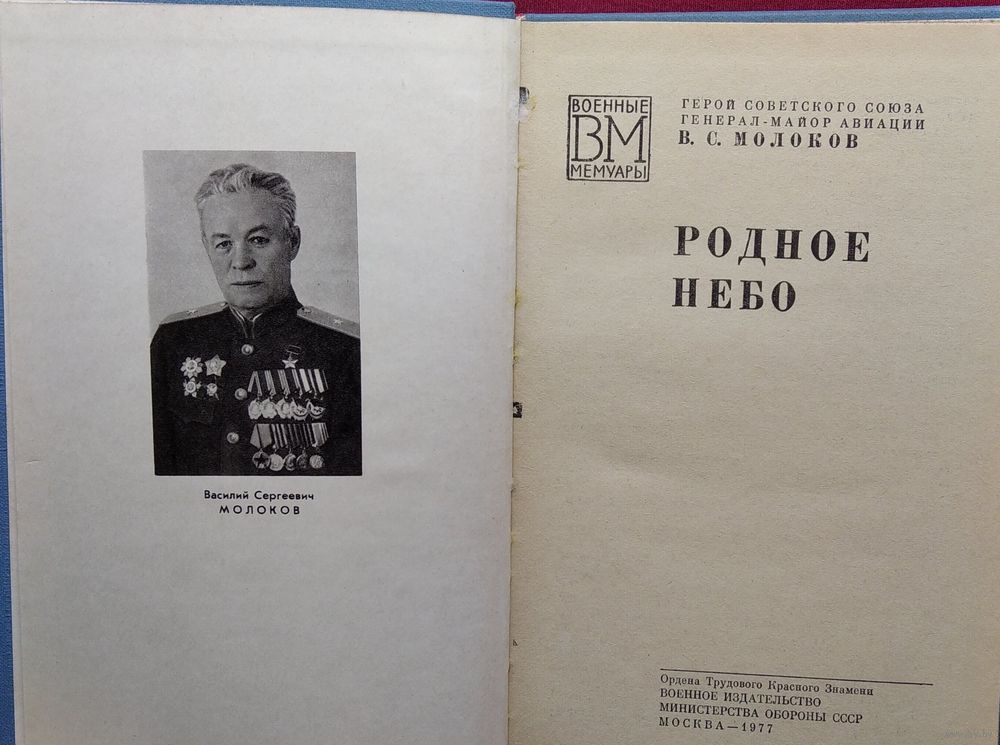 Василий Сергеевич
МОЛОКОВ
ВОЕННЫЕ
ВМ
МЕМУАРЫ
ГЕРОЙ СОВЕТСКОГО СОЮЗА
ГЕНЕРАЛ-МАЙОР АВИАЦИИ
В. С. МОЛОКОВ
РОДНОЕ
НЕБО
Ордена Трудового Красного Знамени
ВОЕННОЕ ИЗДАТЕЛЬСТВО
МИНИСТЕРСТВА ОБОРОНЫ СССР
МОСКВА—1977